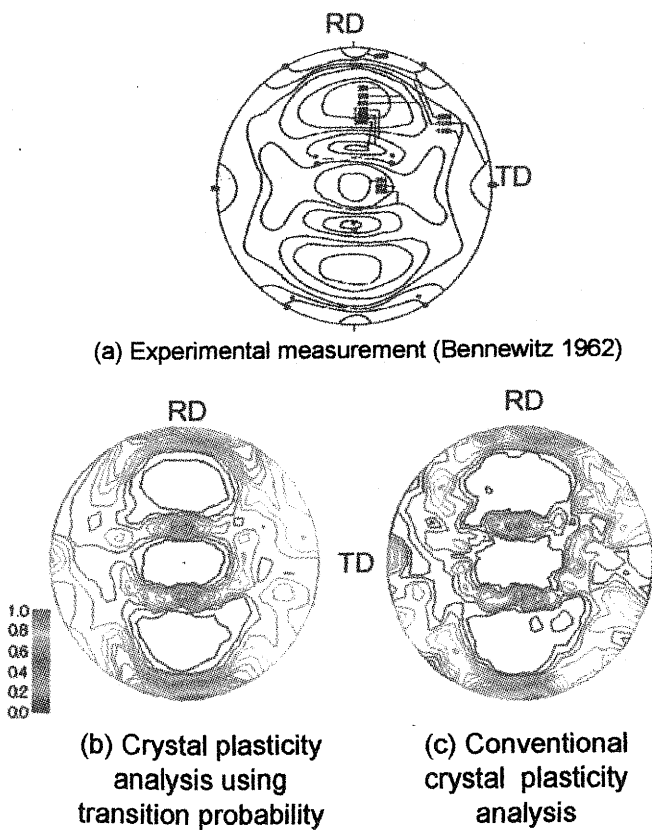 RD
TD
(a) Experimental measurement (Bennewitz 1962)
RD
RD
TD
1.0
0.8
0.6
0.4
0.2
0.0
(b) Crystal plasticity
analysis using
transition probability
(c) Conventional
crystal plasticity
analysis